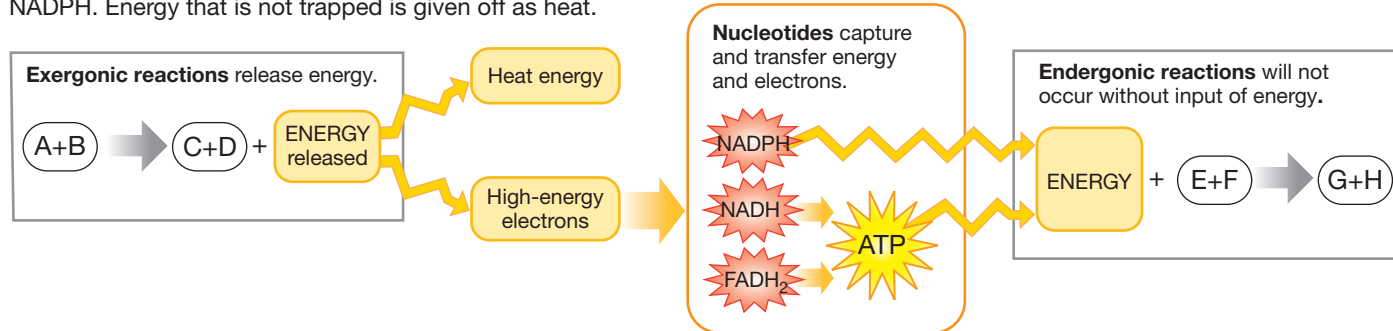 NADPH. Energy that is not trapped is given off as heat.
Exergonic reactions release energy.
A+B
C+D
+
ENERGY
released
Heat energy
High-energy
electrons
Nucleotides capture
and transfer energy
and electrons.
NADPH
NADH
FADH₂
ATP
Endergonic reactions will not
occur without input of energy.
ENERGY
+
E+F
G+H